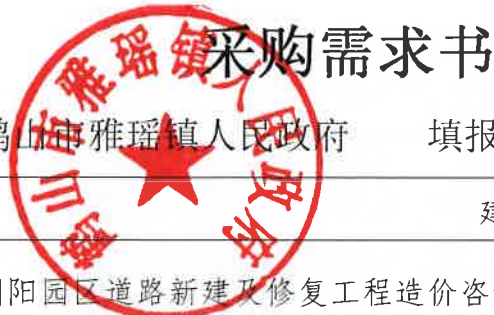 采购需求书
鹤山市雅瑶镇人民政府 填报
建
阳园区道路新建及修复工程造价咨
鹤山市雅瑶镇人民政府